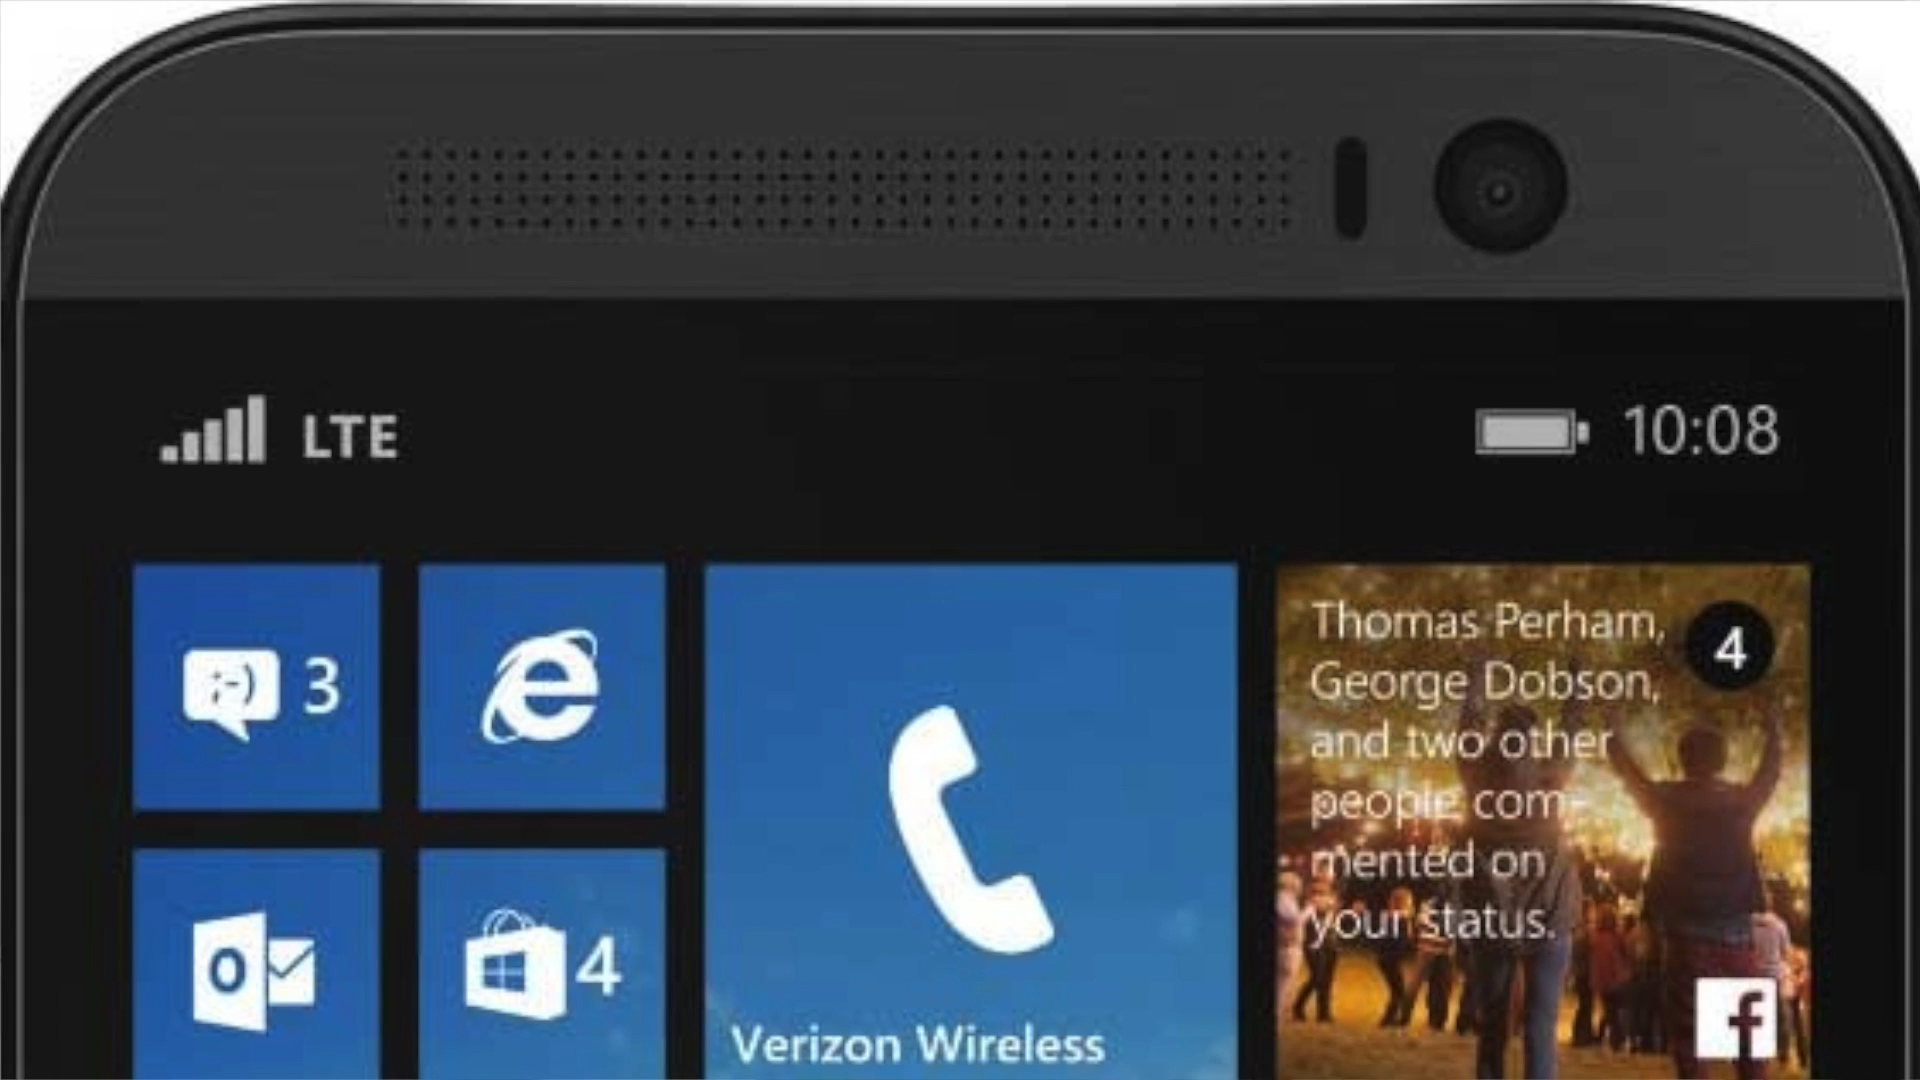 LTE
10:08
;-) 3
4
Verizon Wireless
Thomas Perham,
George Dobson,
and two other
people com-
mented on
your status.
4